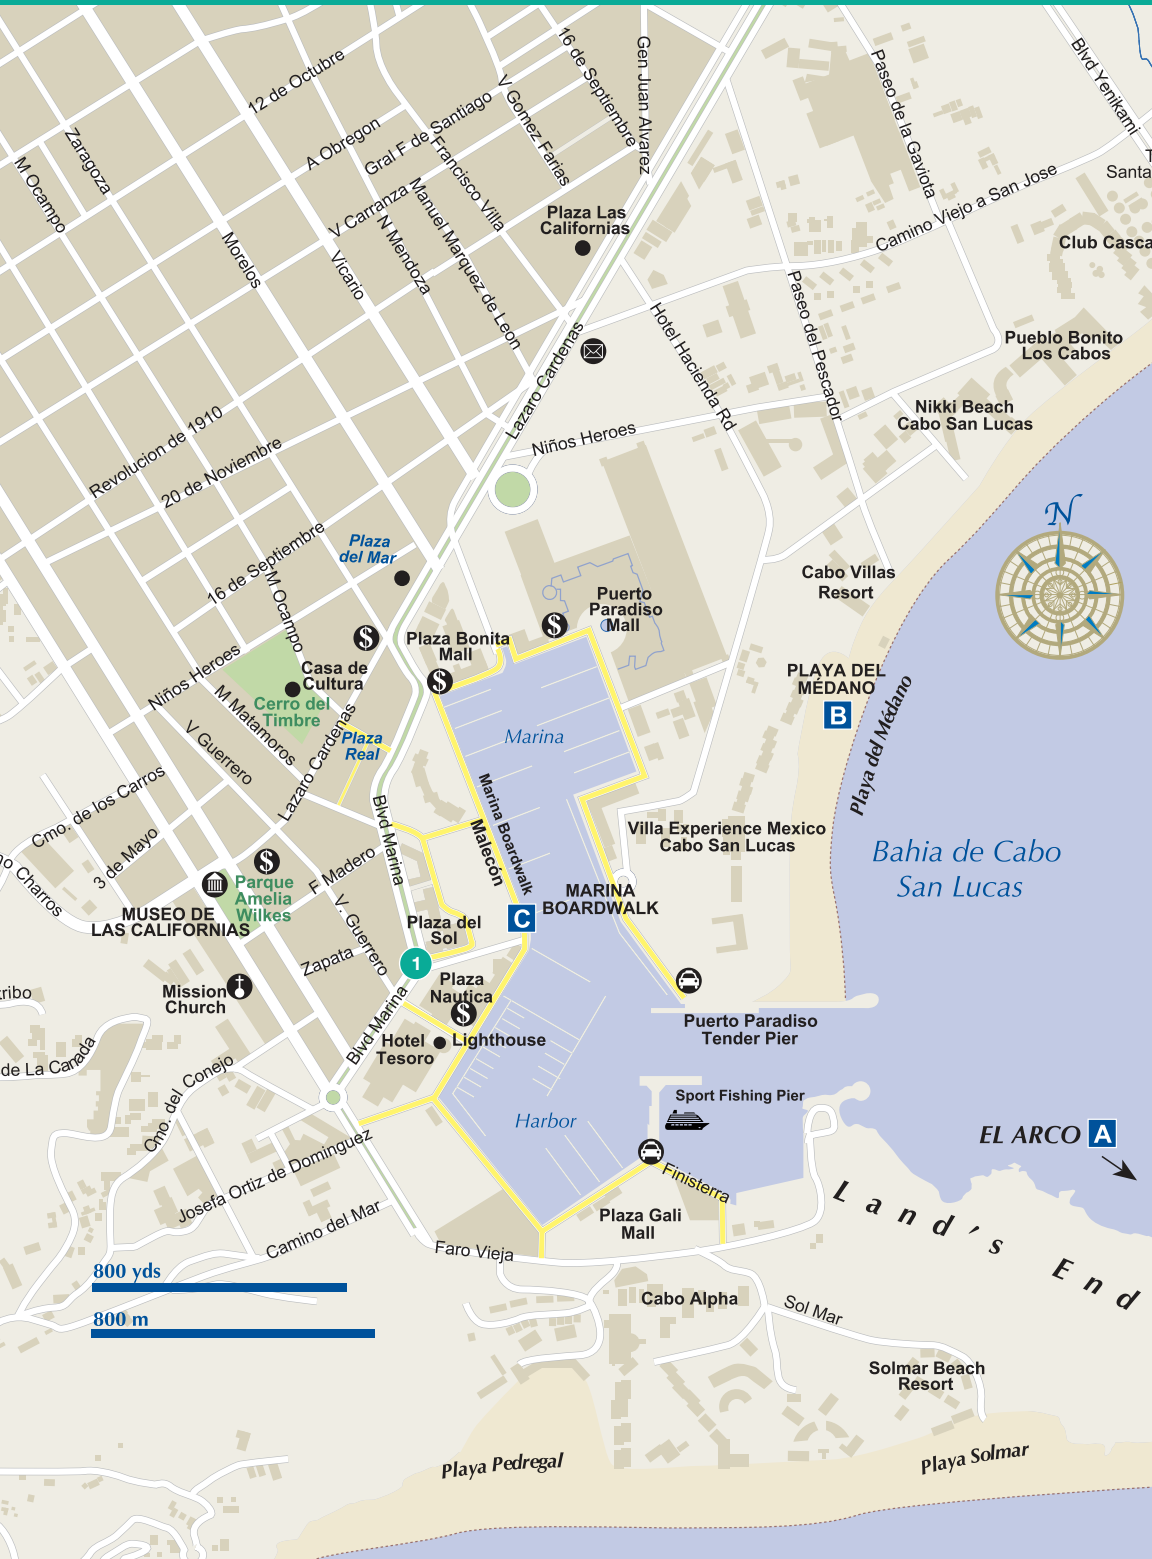 12 de Octubre
16 de Septiembre
Gen Juan Alvarez
Paseo de la Gaviota
Blvd Yenikami
Zaragoza
M Ocampo
A Obregon
Gral F de Santiago
V Gomez Farias
Francisco Villa
Camino Viejo a San Jose
Santa
V Carranza
Manuel Marquez de Leon
N Mendoza
Plaza Las
Californias
Club Casca
Morelos
Vicario
Paseo del Pescador
Hotel Hacienda Rd
Lazaro Cardenas
Pueblo Bonito
Los Cabos
Nikki Beach
Cabo San Lucas
Revolucion de 1910
20 de Noviembre
Niños Heroes
N
16 de Septiembre
M Ocampo
Plaza
del Mar
Cabo Villas
Resort
Puerto
Paradiso
Mall
$
$
Plaza Bonita
Mall
$
Niños Heroes
Casa de
Cultura
Cerro del
Timbre
M Matamoros
V Guerrero
Lazaro Cardenas
Plaza
Real
PLAYA DEL
MÉDANO
B
Playa del Médano
Marina
Marina Boardwalk
Malecón
Blvd Marina
Cmo. de los Carros
3 de Mayo
no Charros
Villa Experience Mexico
Cabo San Lucas
Bahia de Cabo
San Lucas
$
Parque
Amelia
Wilkes
F Madero
V. Guerrero
MUSEO DE
LAS CALIFORNIAS
MARINA
BOARDWALK
C
Plaza del
Sol
Zapata
1
Mission
Church
tribo
Plaza
Nautica
$
Lighthouse
Hotel
Tesoro
Blvd Marina
Puerto Paradiso
Tender Pier
de La Canada
Cmo. del Conejo
Sport Fishing Pier
Harbor
EL ARCO A
Josefa Ortiz de Dominguez
Finisterra
Land's End
Camino del Mar
Plaza Gali
Mall
Faro Vieja
800 yds
800 m
Cabo Alpha
Sol Mar
Solmar Beach
Resort
Playa Pedregal
Playa Solmar